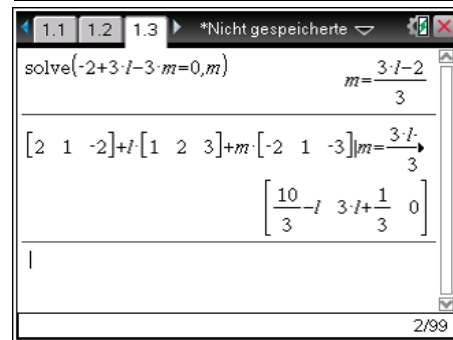 1.1 1.2 1.3 *Nicht gespeicherte
solve(-2+3·l-3·m=0,m)
m=(3·l-2)/3
[2 1 -2]+l·[1 2 3]+m·[-2 1 -3]|m=(3·l·)/3
[10/3-l 3·l+1/3 0]
2/99